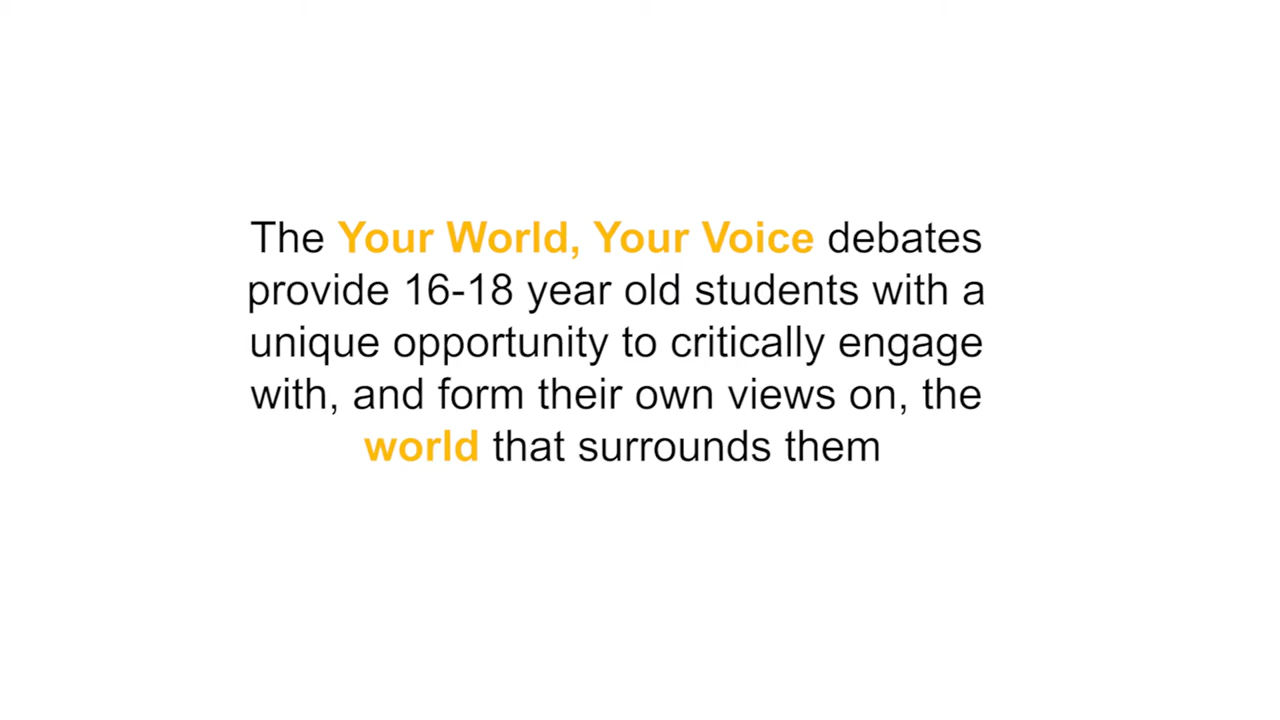 The Your World, Your Voice debates
provide 16-18 year old students with a
unique opportunity to critically engage
with, and form their own views on, the
world that surrounds them